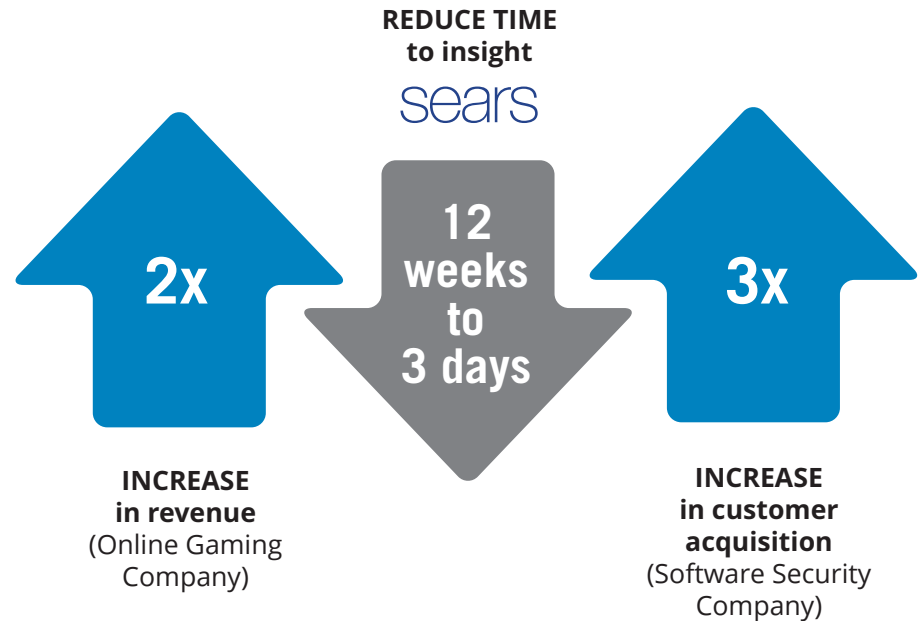 REDUCE TIME
to insight
sears
2x
12
weeks
to
3 days
3x
INCREASE
in revenue
(Online Gaming
Company)
INCREASE
in customer
acquisition
(Software Security
Company)